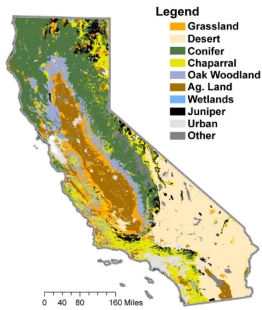 Legend
Grassland
Desert
Conifer
Chaparral
Oak Woodland
Ag. Land
Wetlands
Juniper
Urban
Other
0 40 80 160 Miles